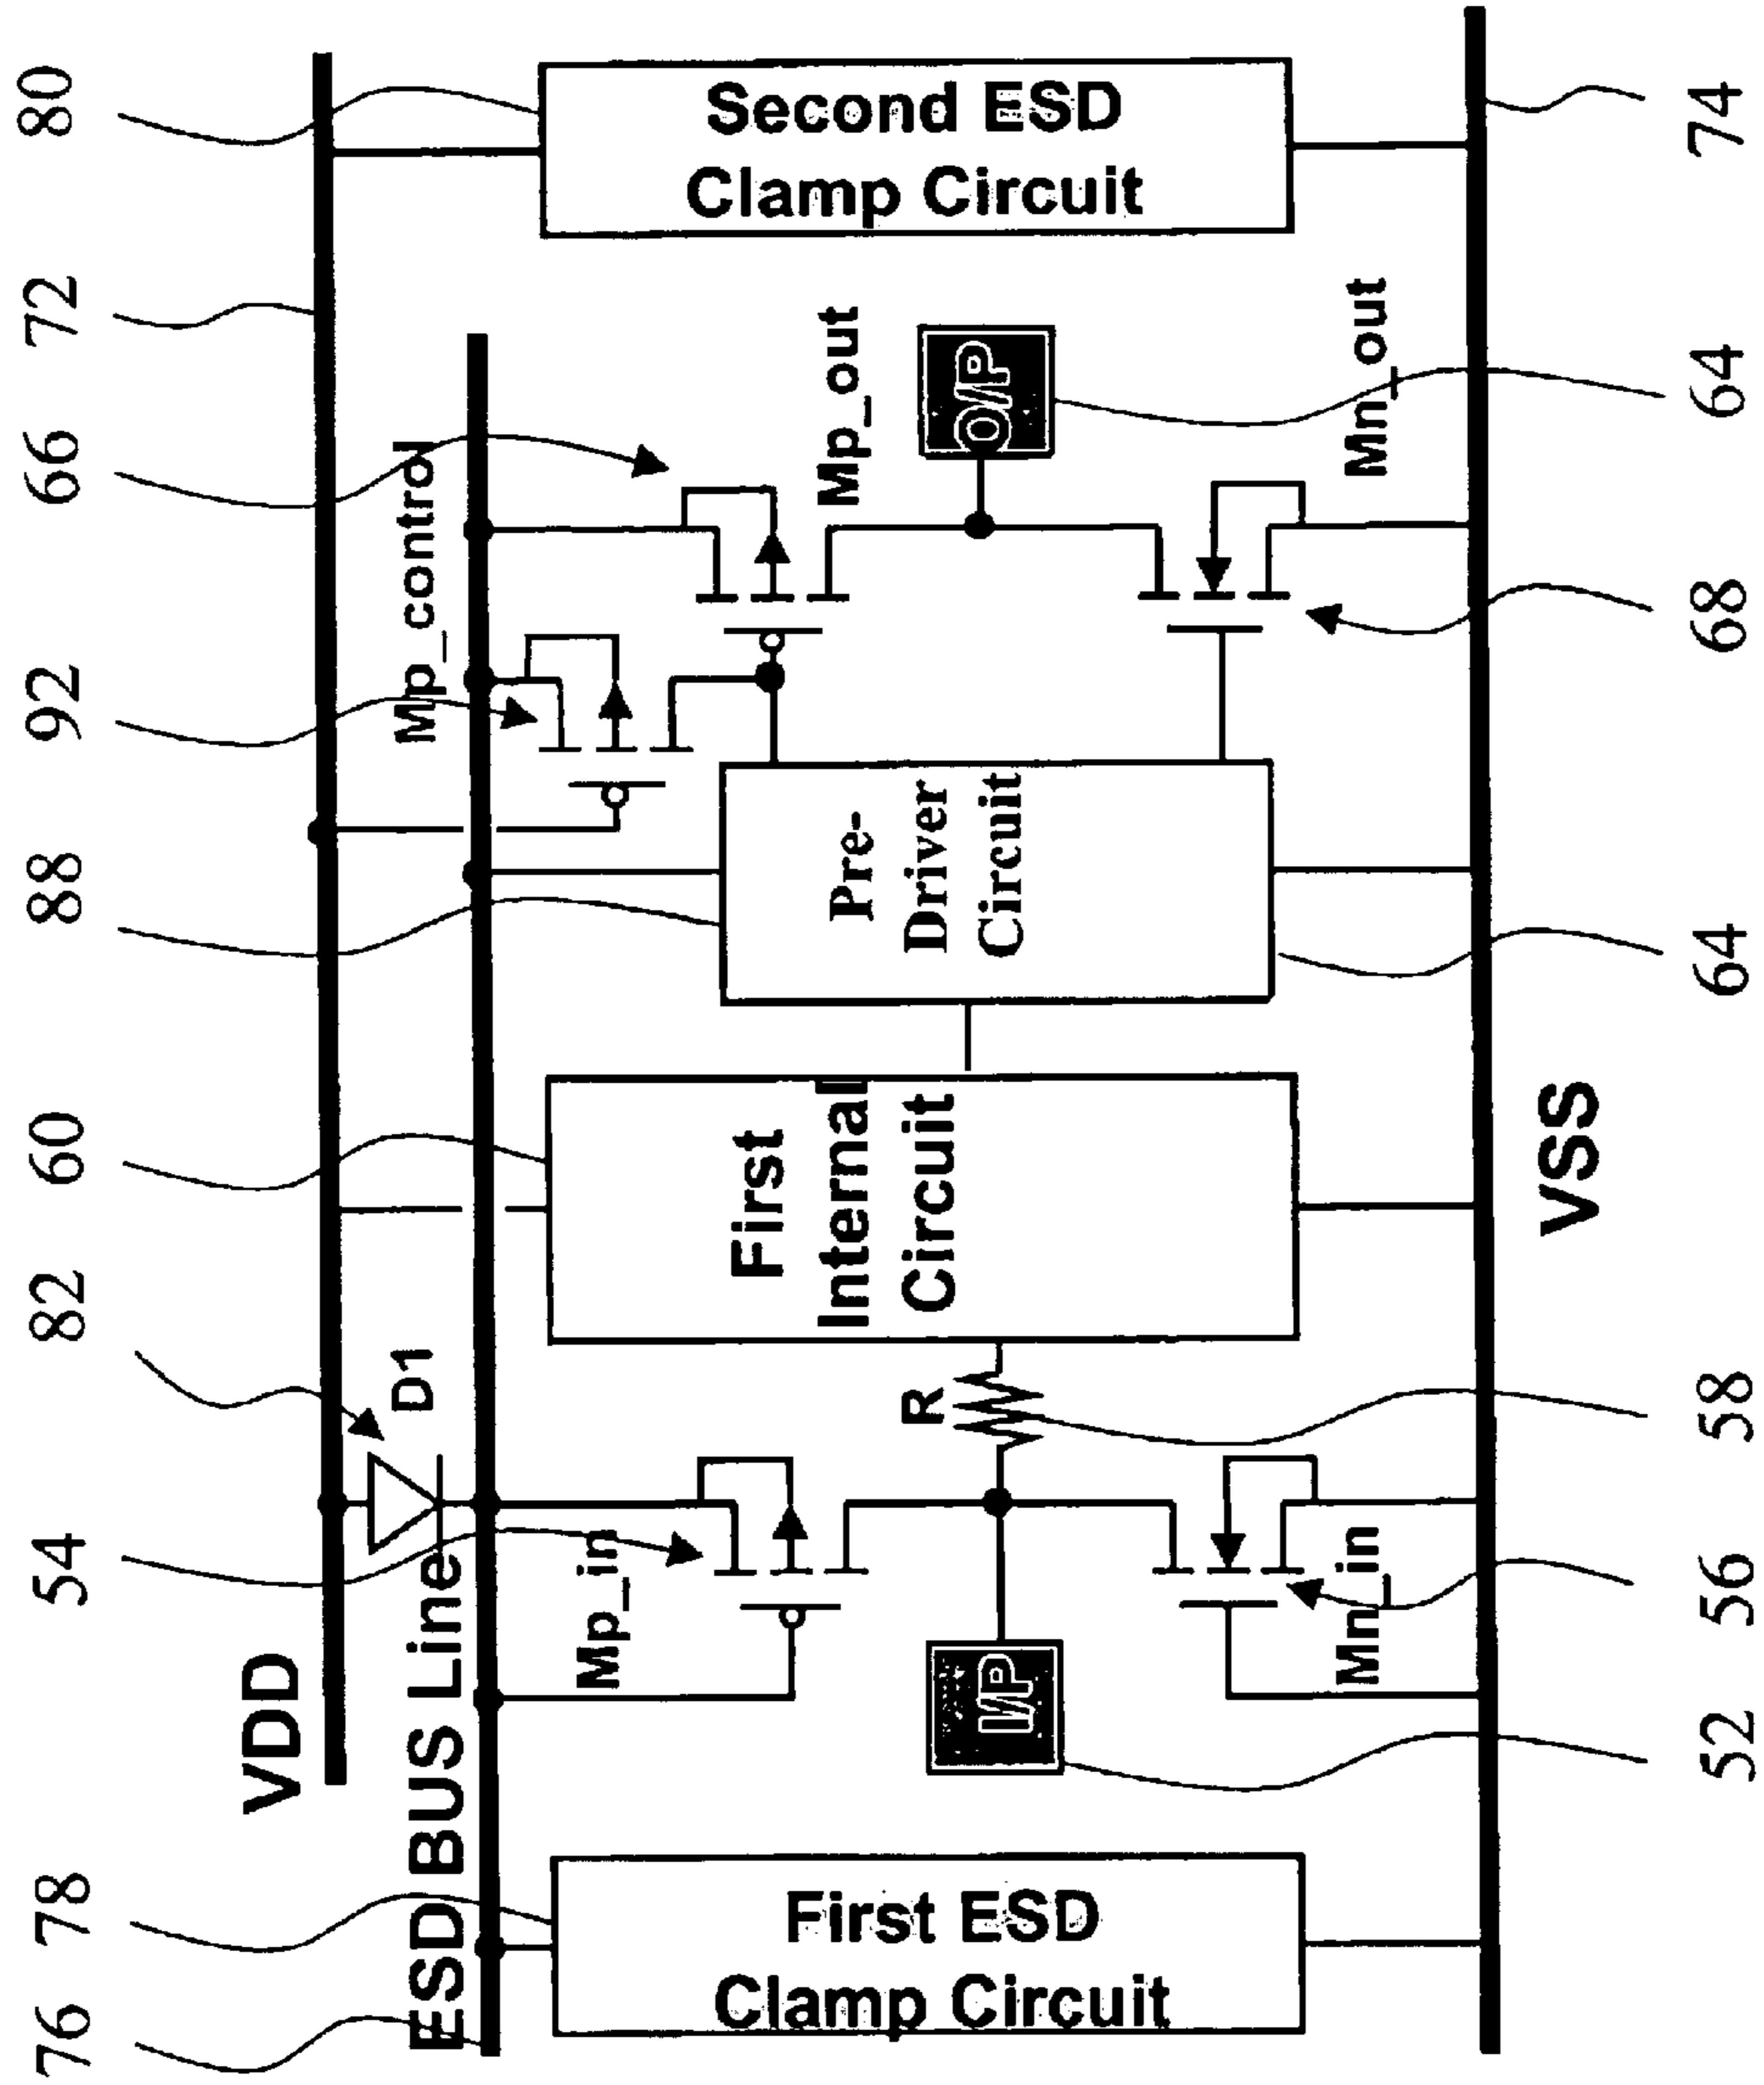 76
78
54
82
60
88
92
66
72
80
VDD
ESD BUS Line
D1
Mp_control
First ESD
Clamp Circuit
Mp_in
I/P
Mn_in
R
First
Internal
Circuit
Pre-
Driver
Circuit
Mp_out
O/P
Mn_out
Second ESD
Clamp Circuit
VSS
52
56
58
64
68
64
74